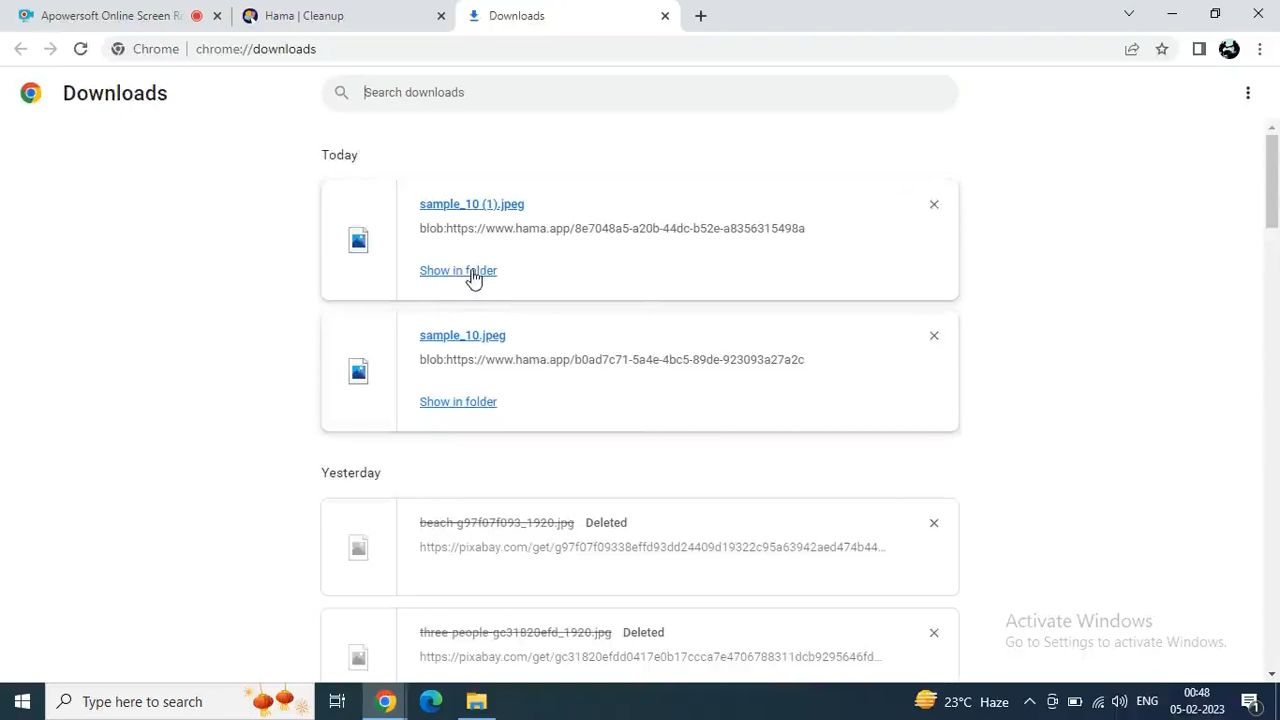 Apowersoft Online Screen R
Hama | Cleanup
Downloads
Chrome
chrome://downloads
Downloads
Search downloads
Today
sample_10 (1).jpeg
blob:https://www.hama.app/8e7048a5-a20b-44dc-b52e-a8356315498a
Show in folder
sample_10.jpeg
blob:https://www.hama.app/b0ad7c71-5a4e-4bc5-89de-923093a27a2c
Show in folder
Yesterday
beach-g97f07f093_1920.jpg Deleted
https://pixabay.com/get/g97f07f09338effd93dd24409d19322c95a63942aed474b44...
three-people-gc31820efd_1920.jpg Deleted
https://pixabay.com/get/gc31820efdd0417e0b17ccca7e4706788311dcb9295646fd...
Activate Windows
Go to Settings to activate Windows.
Type here to search
23°C Haze
ENG
00:48
05-02-2023
1